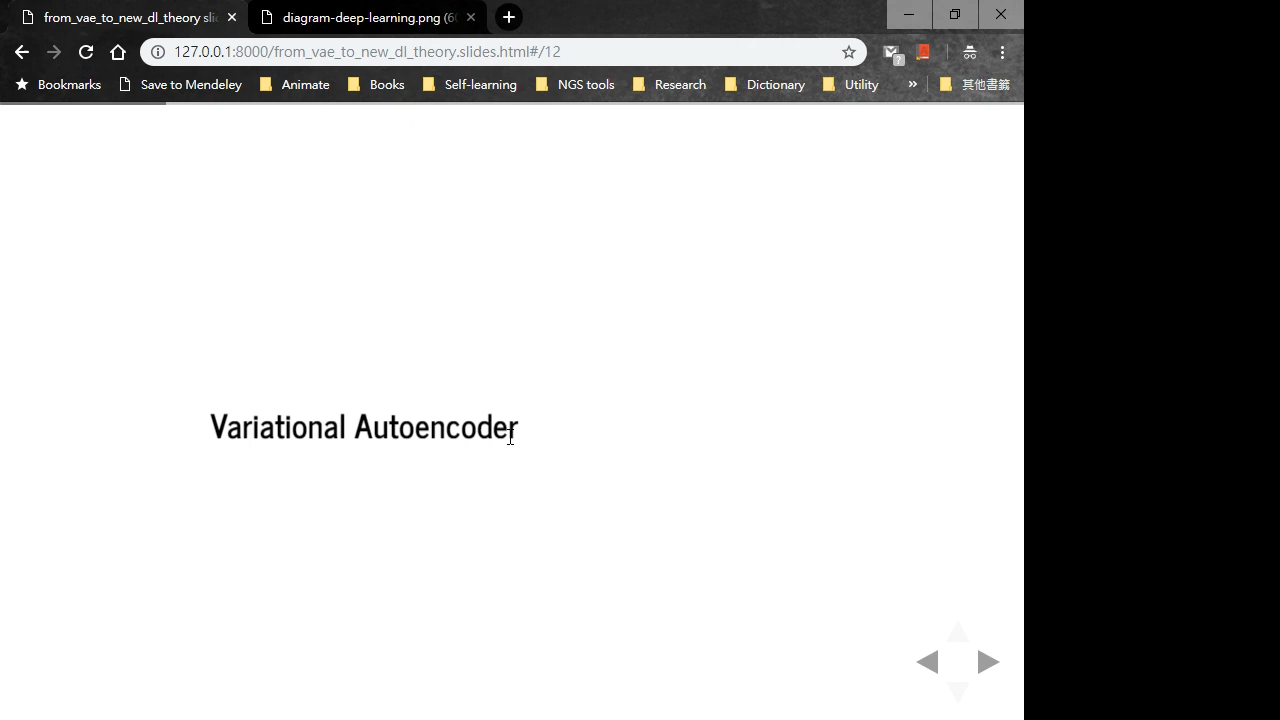 from_vae_to_new_dl_theory sli
diagram-deep-learning.png (6
127.0.0.1:8000/from_vae_to_new_dl_theory.slides.html#/12
?
Bookmarks Save to Mendeley Animate Books Self-learning NGS tools Research Dictionary Utility » 其他書籤
Variational Autoencoder